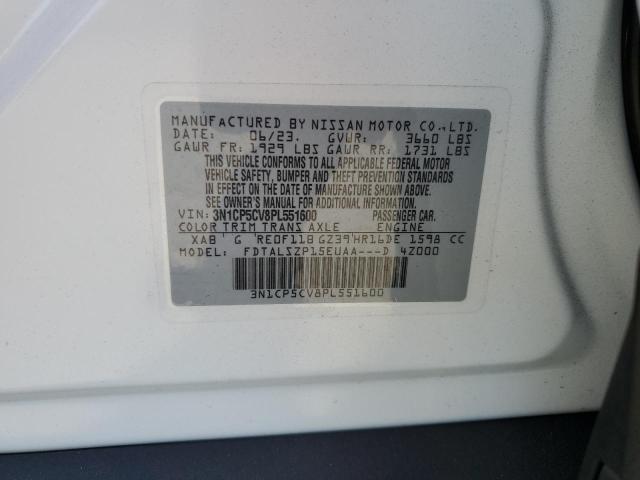 MANUFACTURED BY NISSAN MOTOR CO.,LTD.
DATE: 06/23. GVWR: 3660 LBS
GAWR FR: 1929 LBS GAWR RR: 1731 LBS
THIS VEHICLE CONFORMS TO ALL APPLICABLE FEDERAL MOTOR
VEHICLE SAFETY, BUMPER AND THEFT PREVENTION STANDARDS
IN EFFECT ON THE DATE OF MANUFACTURE SHOWN ABOVE.
SEE OWNER'S MANUAL OR DEALER FOR ADDITIONAL INFORMATION.
VIN: 3N1CP5CV8PL551600 PASSENGER CAR.
COLOR TRIM TRANS AXLE ENGINE
XAB G RE0F11B GZ39 HR16DE 1598 CC
MODEL: FDTALSZP15EUAA---D 4Z000
3N1CP5CV8PL551600